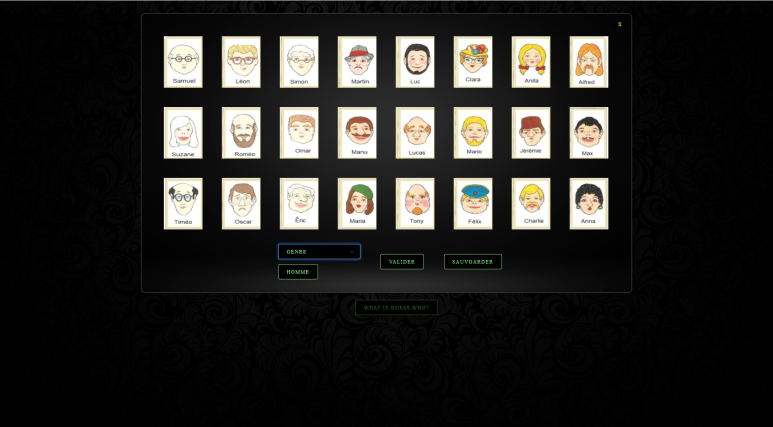 x
Samuel Léon Simon Martin Luc Clara Anita Alfred
Suzane Roméo Omar Manu Lucas Mario Jérémie Max
Timéo Oscar Éric Maria Tony Félix Charlie Anna
GENRE
VALIDER SAUVGARDER
HOMME
WHAT IS GUESS WHO?